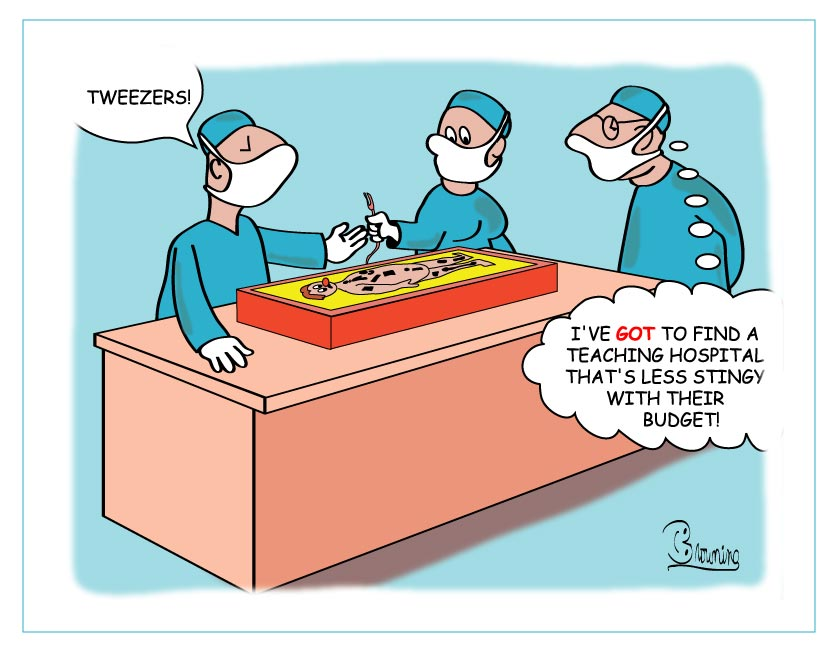 TWEEZERS!
I'VE GOT TO FIND A
TEACHING HOSPITAL
THAT'S LESS STINGY
WITH THEIR
BUDGET!
Browning